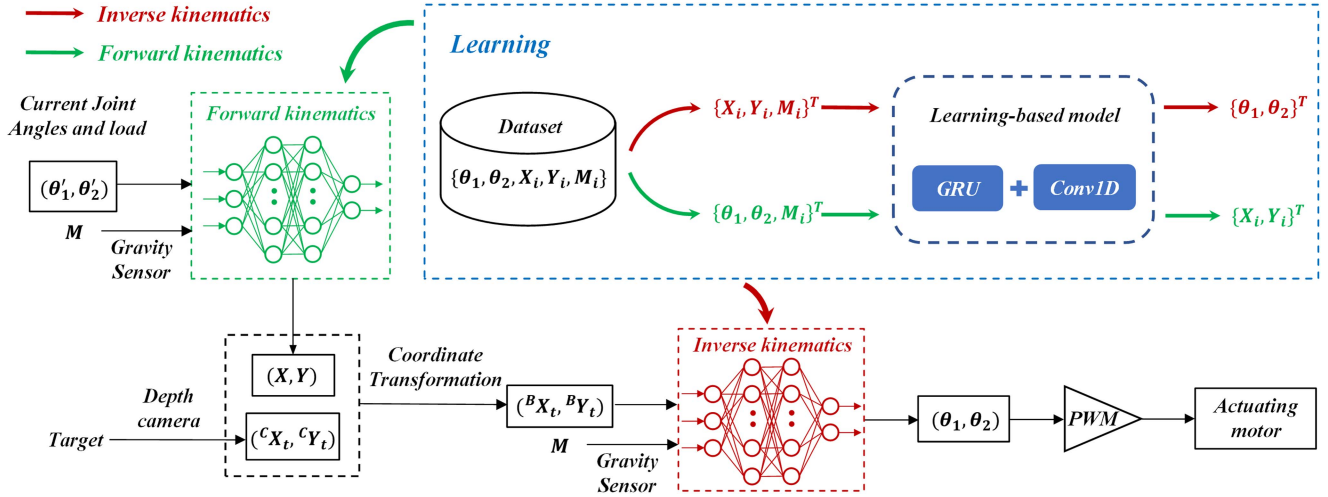 Inverse kinematics
Forward kinematics
Learning
Current Joint
Angles and load
(θ′₁, θ′₂)
M
Gravity
Sensor
Forward kinematics
Dataset
{θ₁, θ₂, Xᵢ, Yᵢ, Mᵢ}
{Xᵢ, Yᵢ, Mᵢ}ᵀ
{θ₁, θ₂, Mᵢ}ᵀ
Learning-based model
GRU + Conv1D
{θ₁, θ₂}ᵀ
{Xᵢ, Yᵢ}ᵀ
(X, Y)
Target
Depth
camera
(ᶜXₜ, ᶜYₜ)
Coordinate
Transformation
(ᴮXₜ, ᴮYₜ)
M
Gravity
Sensor
Inverse kinematics
(θ₁, θ₂)
PWM
Actuating
motor